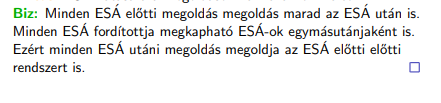 Biz: Minden ESÁ előtti megoldás megoldás marad az ESÁ után is.
Minden ESÁ fordítottja megkapható ESÁ-ok egymásutánjaként is.
Ezért minden ESÁ utáni megoldás megoldja az ESÁ előtti előtti
rendszert is.